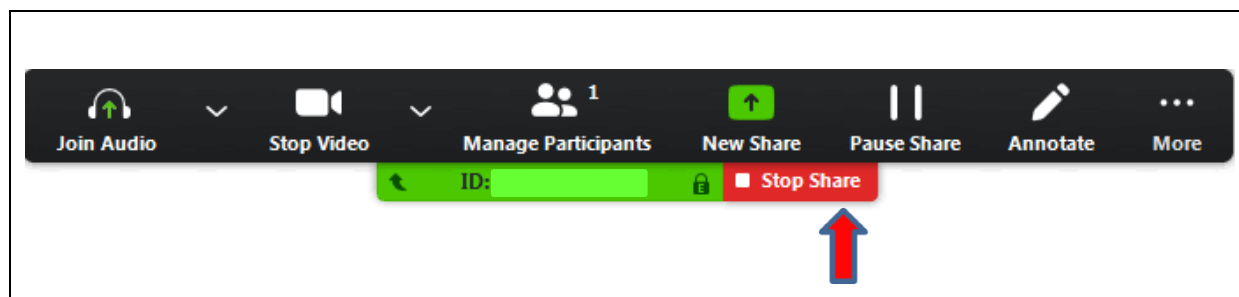 1
Join Audio Stop Video Manage Participants New Share Pause Share Annotate More
ID: E Stop Share